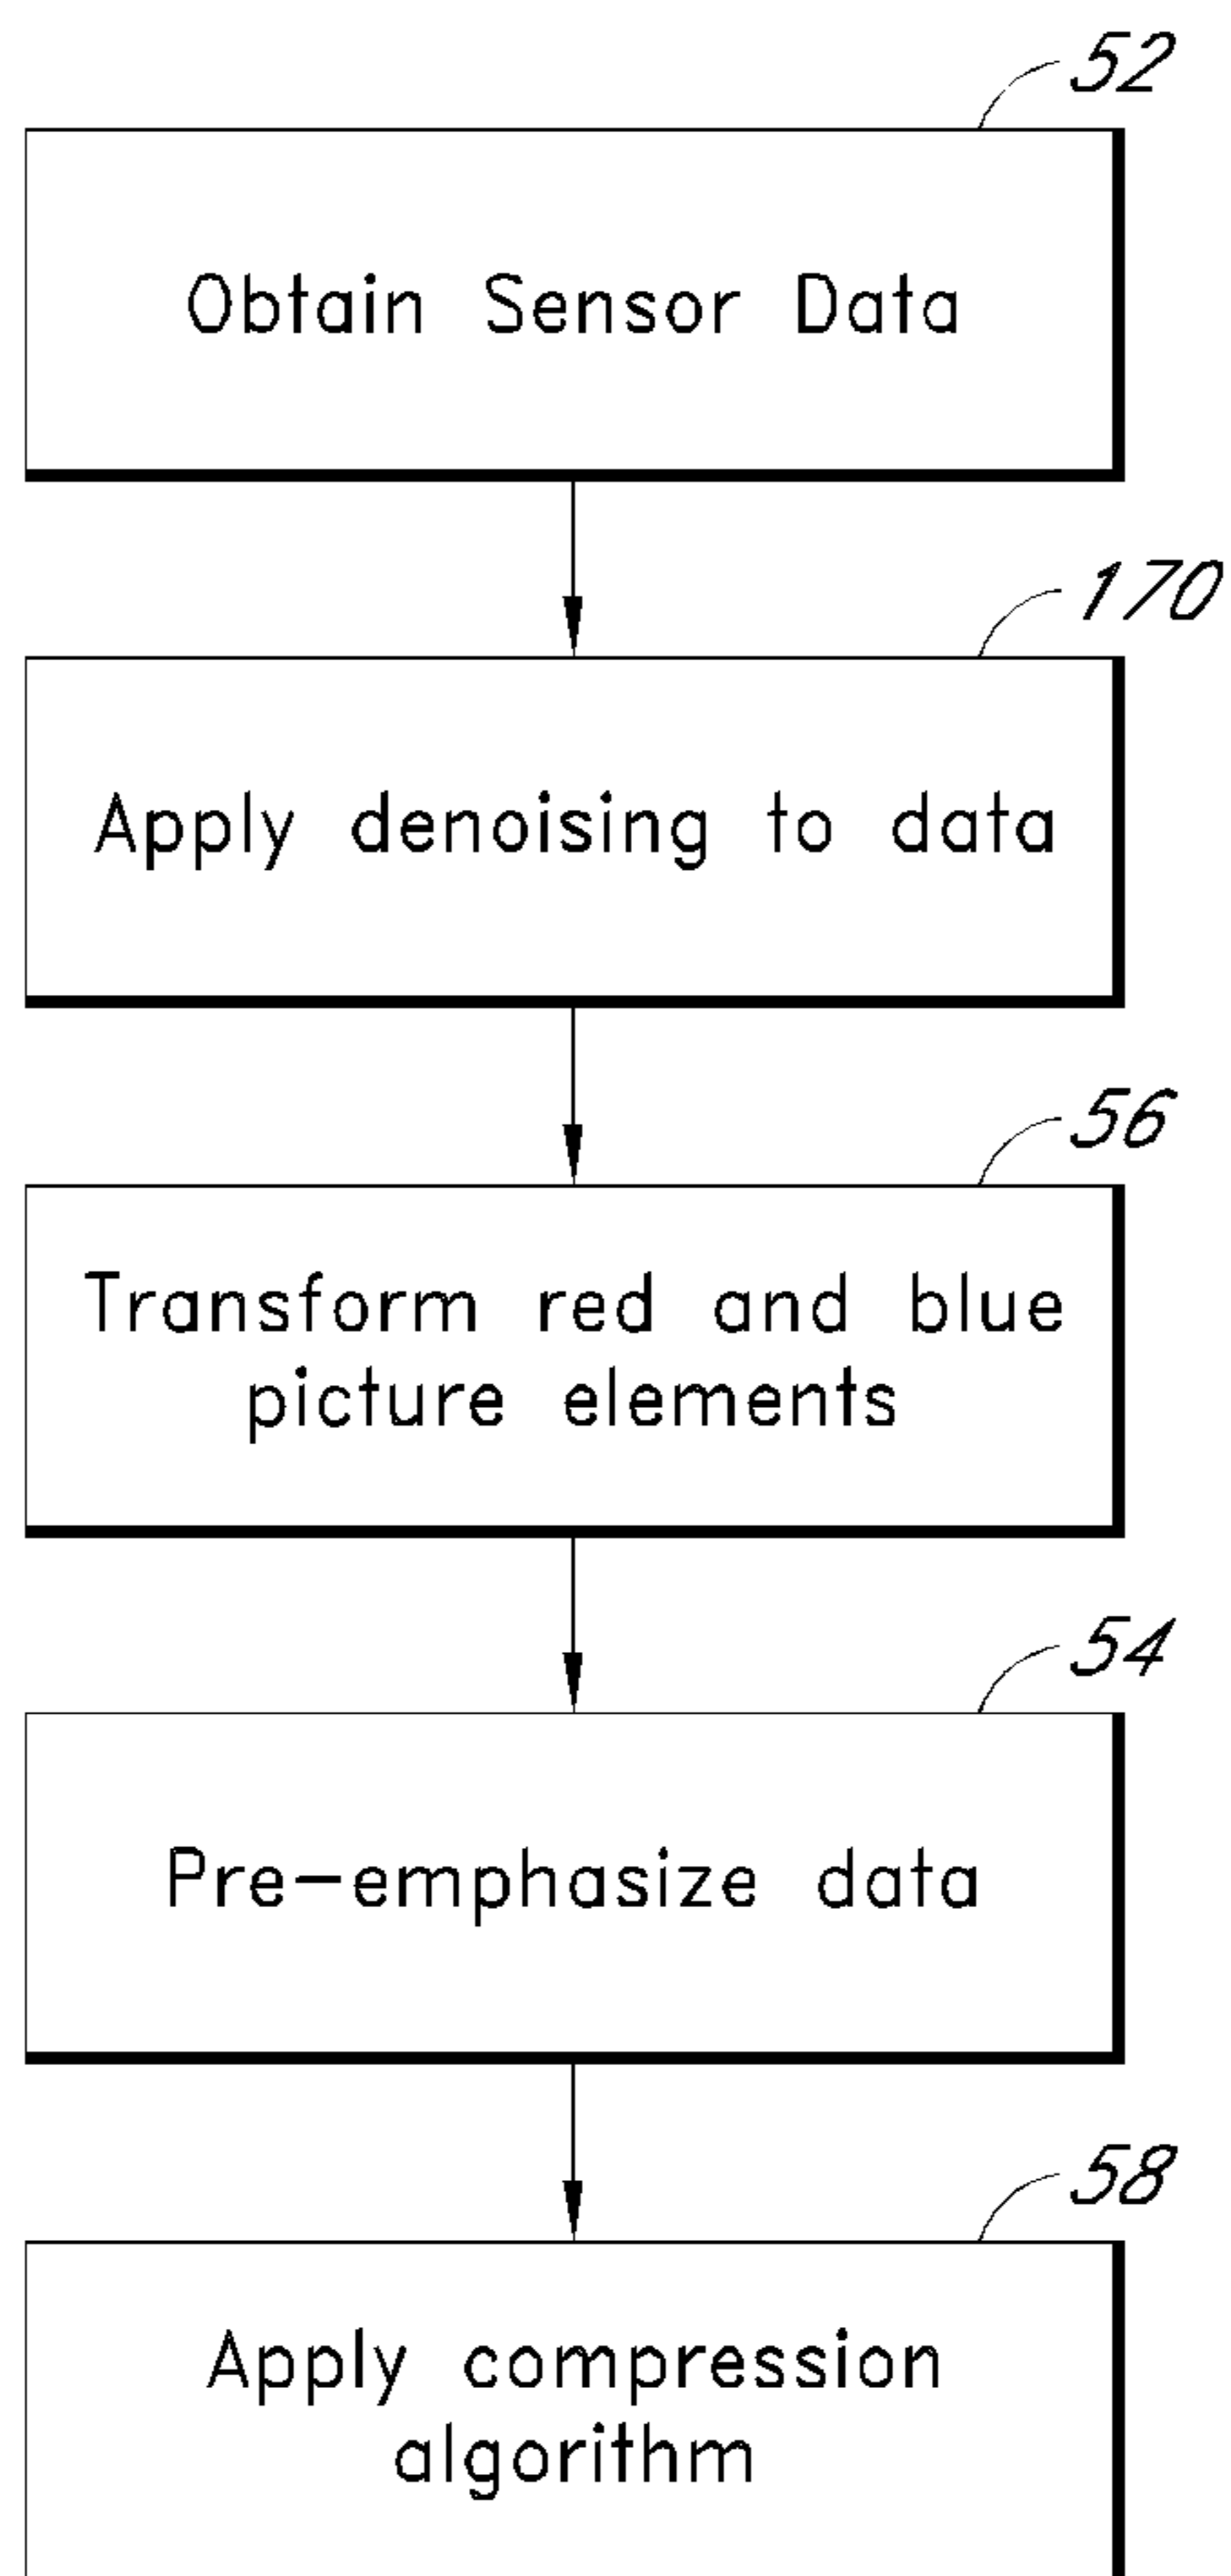 52
Obtain Sensor Data
170
Apply denoising to data
56
Transform red and blue
picture elements
54
Pre-emphasize data
58
Apply compression
algorithm